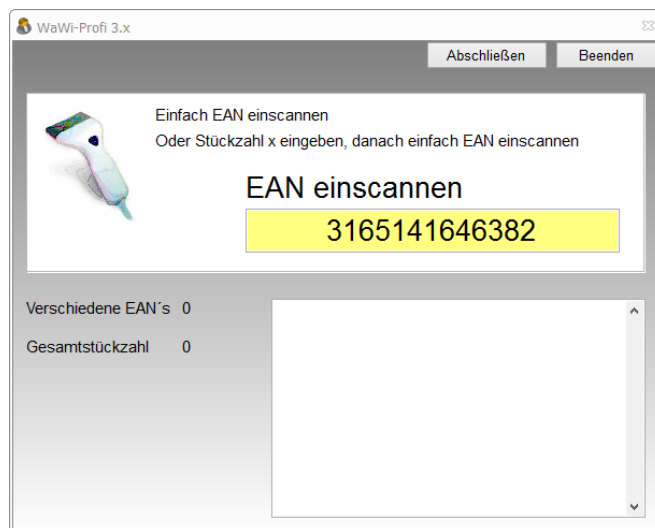 WaWi-Profi 3.x
Abschließen Beenden
Einfach EAN einscannen
Oder Stückzahl x eingeben, danach einfach EAN einscannen
EAN einscannen
3165141646382
Verschiedene EAN´s 0
Gesamtstückzahl 0